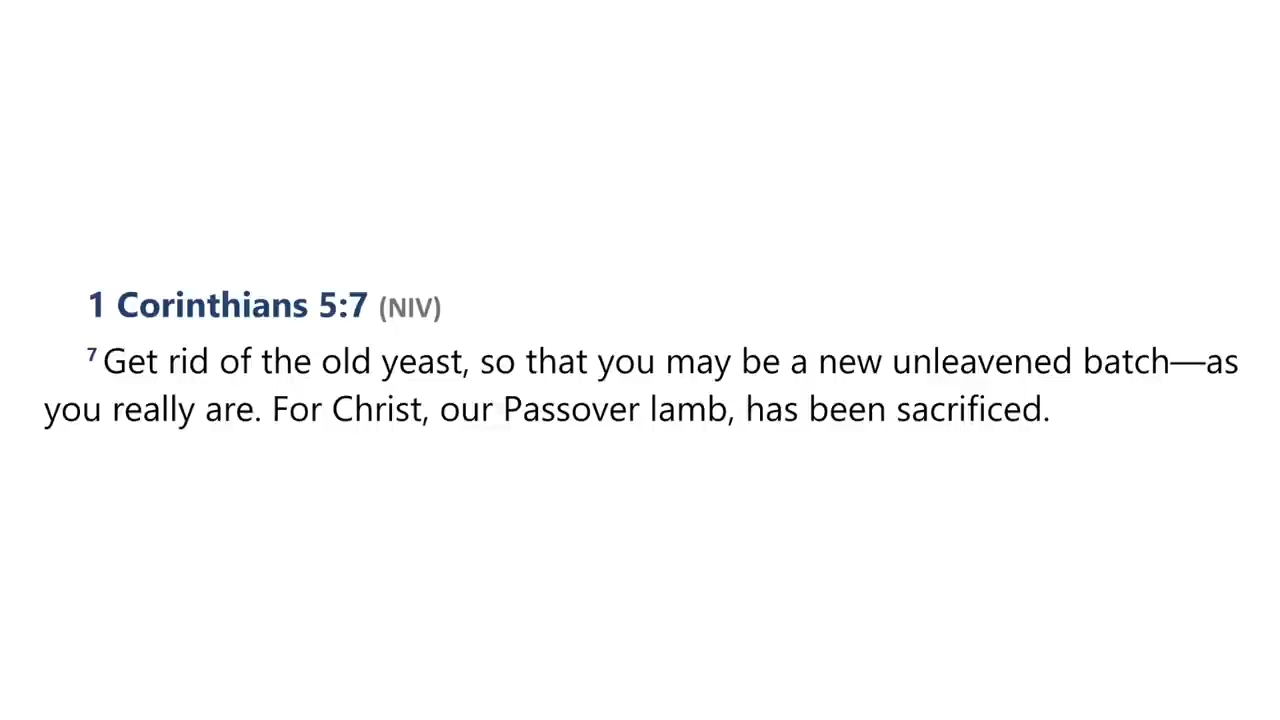 1 Corinthians 5:7 (NIV)
7 Get rid of the old yeast, so that you may be a new unleavened batch—as
you really are. For Christ, our Passover lamb, has been sacrificed.